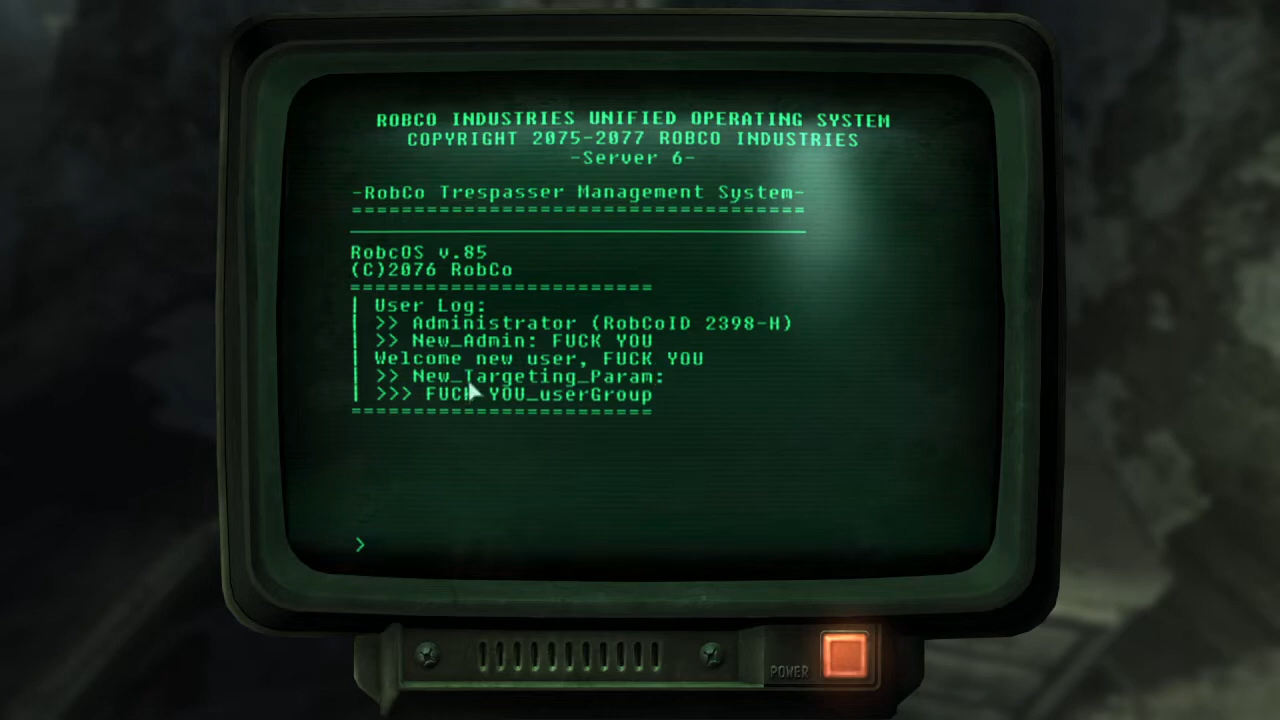 ROBCO INDUSTRIES UNIFIED OPERATING SYSTEM
COPYRIGHT 2075-2077 ROBCO INDUSTRIES
-Server 6-
-RobCo Trespasser Management System-
==========================================
RobcOS v.85
(C)2076 RobCo
========================
| User Log:
| >> Administrator (RobCoID 2398-H)
| >> New_Admin: FUCK YOU
| Welcome new user, FUCK YOU
| >> New_Targeting_Param:
| >>> FUCK YOU_userGroup
========================
>
POWER